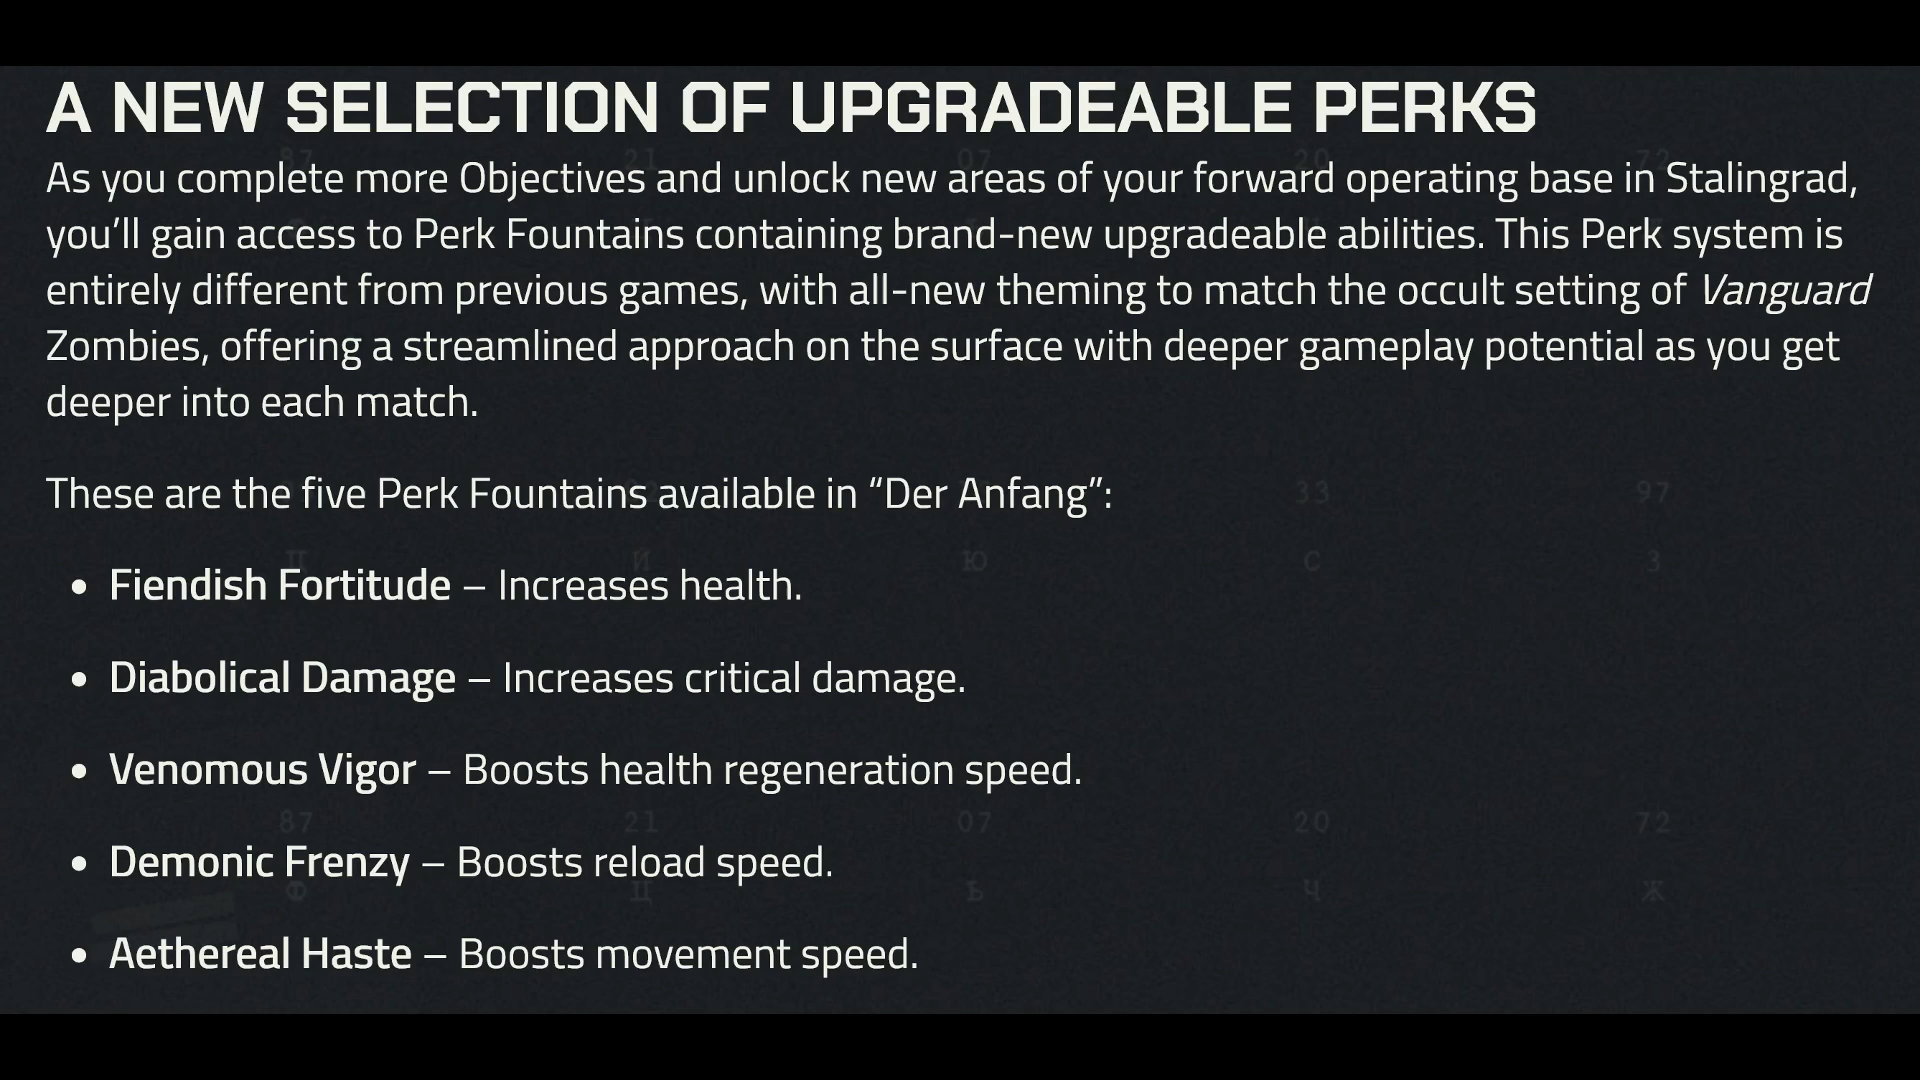 A NEW SELECTION OF UPGRADEABLE PERKS
As you complete more Objectives and unlock new areas of your forward operating base in Stalingrad,
you’ll gain access to Perk Fountains containing brand-new upgradeable abilities. This Perk system is
entirely different from previous games, with all-new theming to match the occult setting of Vanguard
Zombies, offering a streamlined approach on the surface with deeper gameplay potential as you get
deeper into each match.
These are the five Perk Fountains available in “Der Anfang”:
• Fiendish Fortitude – Increases health.
• Diabolical Damage – Increases critical damage.
• Venomous Vigor – Boosts health regeneration speed.
87 21 07 20 72
• Demonic Frenzy – Boosts reload speed.
• Aethereal Haste – Boosts movement speed.